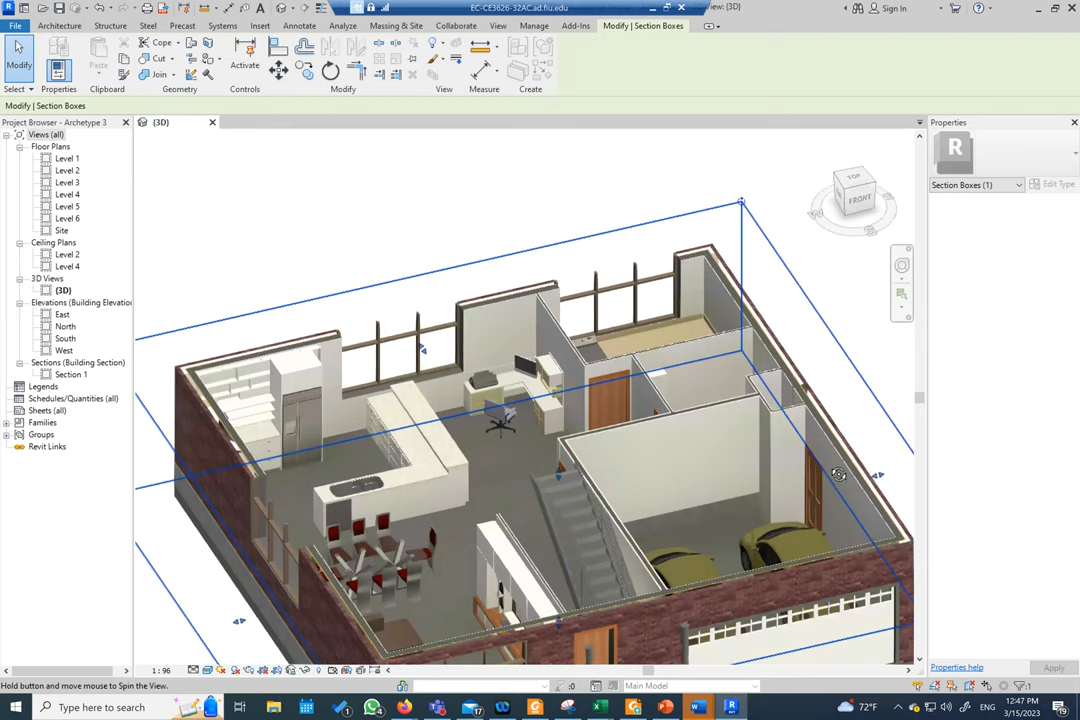 EC-CE3626-32AC.ad.fiu.edu
view: {3D}
Sign In
File
Architecture
Structure
Steel
Precast
Systems
Insert
Annotate
Analyze
Massing & Site
Collaborate
View
Manage
Add-Ins
Modify | Section Boxes
Modify
Paste
Cope
Cut
Join
Activate
Select
Properties
Clipboard
Geometry
Controls
Modify
View
Measure
Create
Modify | Section Boxes
Project Browser - Archetype 3
{3D}
Properties
Views (all)
Floor Plans
Level 1
Level 2
Level 3
Level 4
Level 5
Level 6
Site
Ceiling Plans
Level 2
Level 4
3D Views
{3D}
Elevations (Building Elevation
East
North
South
West
Sections (Building Section)
Section 1
Legends
Schedules/Quantities (all)
Sheets (all)
Families
Groups
Revit Links
TOP
FRONT
R
Section Boxes (1)
Edit Type
Properties help
Apply
1 : 96
Hold button and move mouse to Spin the View.
:0
Main Model
:1
Type here to search
17
72°F
ENG
12:47 PM
3/15/2023
19